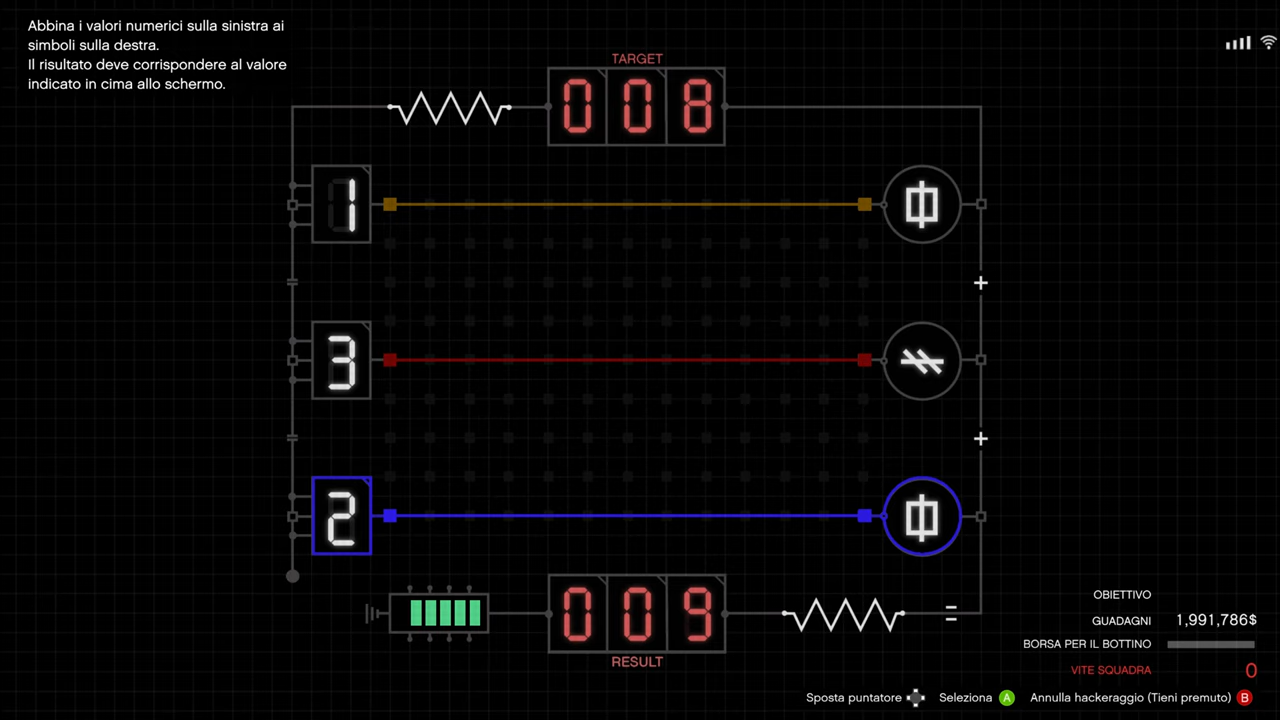 Abbina i valori numerici sulla sinistra ai
simboli sulla destra.
Il risultato deve corrispondere al valore
indicato in cima allo schermo.
TARGET
008
1
3
+
2
+
009
=
RESULT
OBIETTIVO
GUADAGNI 1,991,786$
BORSA PER IL BOTTINO
VITE SQUADRA 0
Sposta puntatore Seleziona A Annulla hackeraggio (Tieni premuto) B